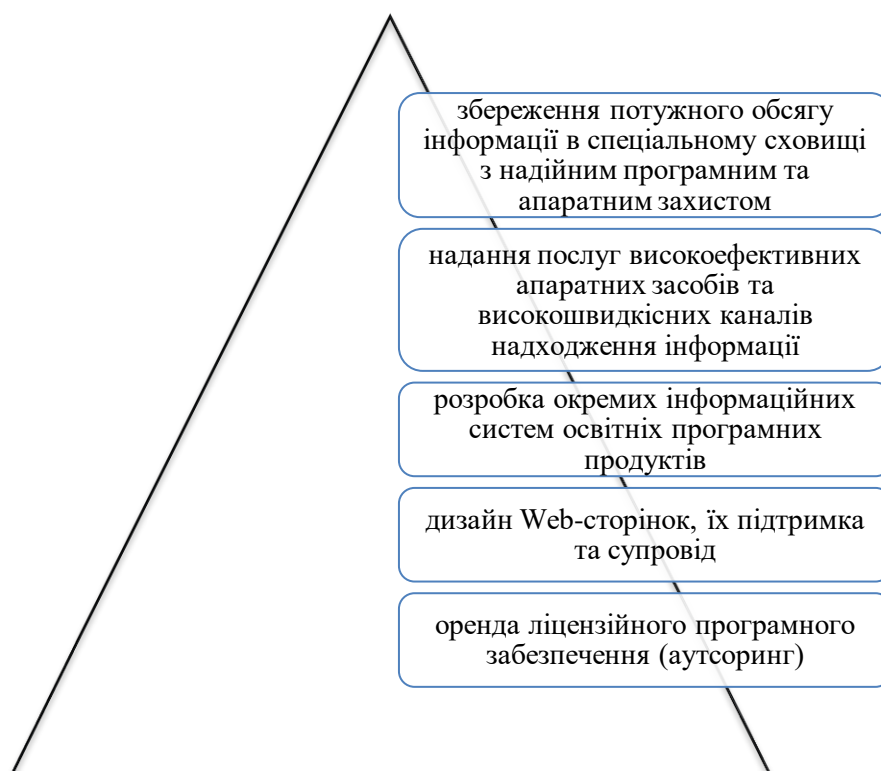 збереження потужного обсягу
інформації в спеціальному сховищі
з надійним програмним та
апаратним захистом
надання послуг високоефективних
апаратних засобів та
високошвидкісних каналів
надходження інформації
розробка окремих інформаційних
систем освітніх програмних
продуктів
дизайн Web-сторінок, їх підтримка
та супровід
оренда ліцензійного програмного
забезпечення (аутсоринг)